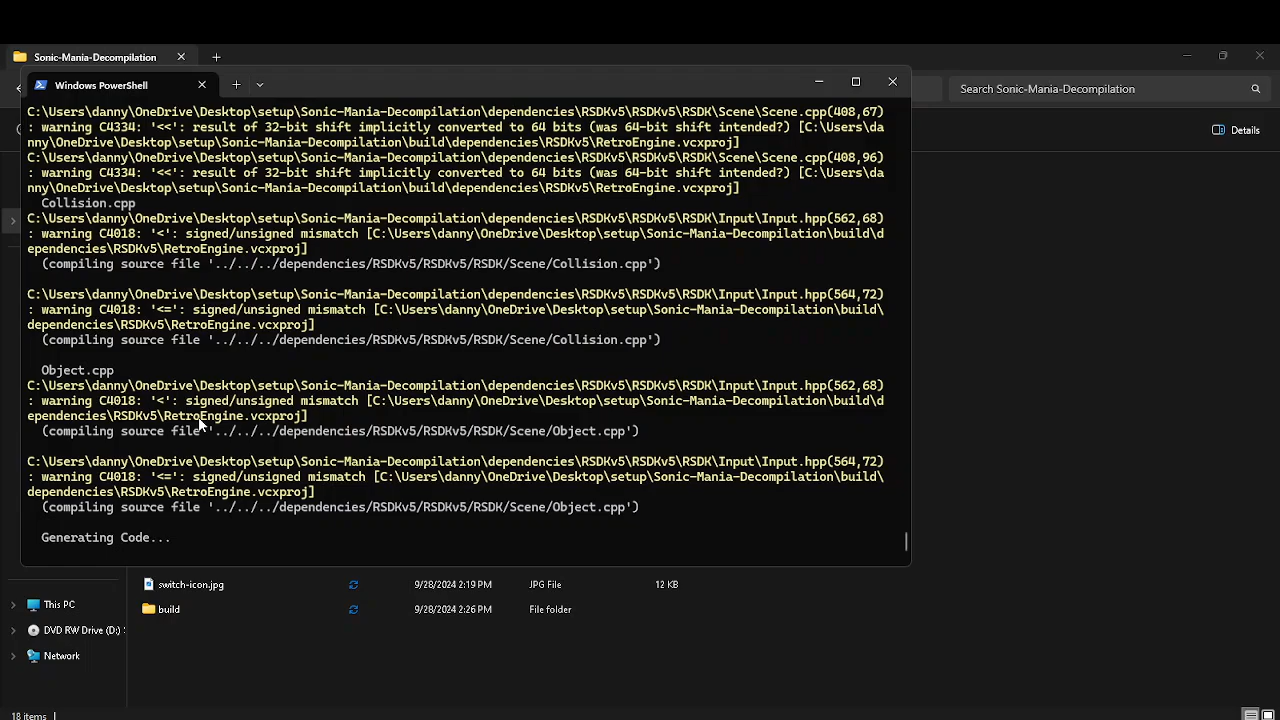 Sonic-Mania-Decompilation
Windows PowerShell
Search Sonic-Mania-Decompilation
Details
C:\Users\danny\OneDrive\Desktop\setup\Sonic-Mania-Decompilation\dependencies\RSDKv5\RSDKv5\RSDK\Scene\Scene.cpp(408,67)
: warning C4334: '<<': result of 32-bit shift implicitly converted to 64 bits (was 64-bit shift intended?) [C:\Users\da
nny\OneDrive\Desktop\setup\Sonic-Mania-Decompilation\build\dependencies\RSDKv5\RetroEngine.vcxproj]
C:\Users\danny\OneDrive\Desktop\setup\Sonic-Mania-Decompilation\dependencies\RSDKv5\RSDKv5\RSDK\Scene\Scene.cpp(408,96)
: warning C4334: '<<': result of 32-bit shift implicitly converted to 64 bits (was 64-bit shift intended?) [C:\Users\da
nny\OneDrive\Desktop\setup\Sonic-Mania-Decompilation\build\dependencies\RSDKv5\RetroEngine.vcxproj]
Collision.cpp
C:\Users\danny\OneDrive\Desktop\setup\Sonic-Mania-Decompilation\dependencies\RSDKv5\RSDKv5\RSDK\Input\Input.hpp(562,68)
: warning C4018: '<': signed/unsigned mismatch [C:\Users\danny\OneDrive\Desktop\setup\Sonic-Mania-Decompilation\build\d
ependencies\RSDKv5\RetroEngine.vcxproj]
(compiling source file '../../../dependencies/RSDKv5/RSDKv5/RSDK/Scene/Collision.cpp')
C:\Users\danny\OneDrive\Desktop\setup\Sonic-Mania-Decompilation\dependencies\RSDKv5\RSDKv5\RSDK\Input\Input.hpp(564,72)
: warning C4018: '<=': signed/unsigned mismatch [C:\Users\danny\OneDrive\Desktop\setup\Sonic-Mania-Decompilation\build\
dependencies\RSDKv5\RetroEngine.vcxproj]
(compiling source file '../../../dependencies/RSDKv5/RSDKv5/RSDK/Scene/Collision.cpp')
Object.cpp
C:\Users\danny\OneDrive\Desktop\setup\Sonic-Mania-Decompilation\dependencies\RSDKv5\RSDKv5\RSDK\Input\Input.hpp(562,68)
: warning C4018: '<': signed/unsigned mismatch [C:\Users\danny\OneDrive\Desktop\setup\Sonic-Mania-Decompilation\build\d
ependencies\RSDKv5\RetroEngine.vcxproj]
(compiling source file '../../../dependencies/RSDKv5/RSDKv5/RSDK/Scene/Object.cpp')
C:\Users\danny\OneDrive\Desktop\setup\Sonic-Mania-Decompilation\dependencies\RSDKv5\RSDKv5\RSDK\Input\Input.hpp(564,72)
: warning C4018: '<=': signed/unsigned mismatch [C:\Users\danny\OneDrive\Desktop\setup\Sonic-Mania-Decompilation\build\
dependencies\RSDKv5\RetroEngine.vcxproj]
(compiling source file '../../../dependencies/RSDKv5/RSDKv5/RSDK/Scene/Object.cpp')
Generating Code...
switch-icon.jpg 9/28/2024 2:19 PM JPG File 12 KB
This PC
build 9/28/2024 2:26 PM File folder
DVD RW Drive (D:)
Network
18 items